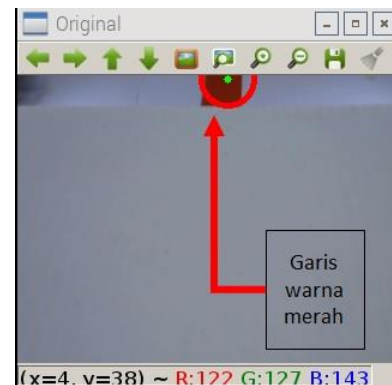 Original
Garis
warna
merah
(x=4, y=38) ~ R:122 G:127 B:143